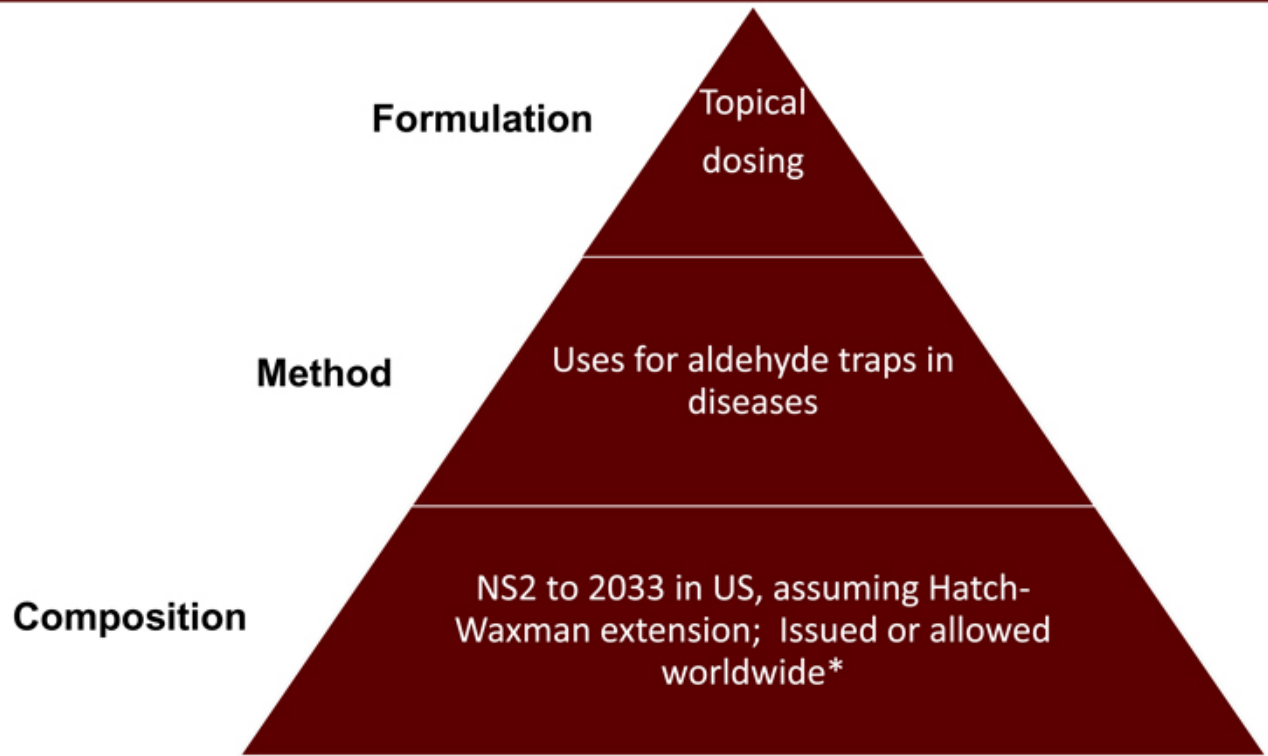 Formulation
Topical
dosing
Method
Uses for aldehyde traps in
diseases
Composition
NS2 to 2033 in US, assuming Hatch-
Waxman extension;  Issued or allowed
worldwide*